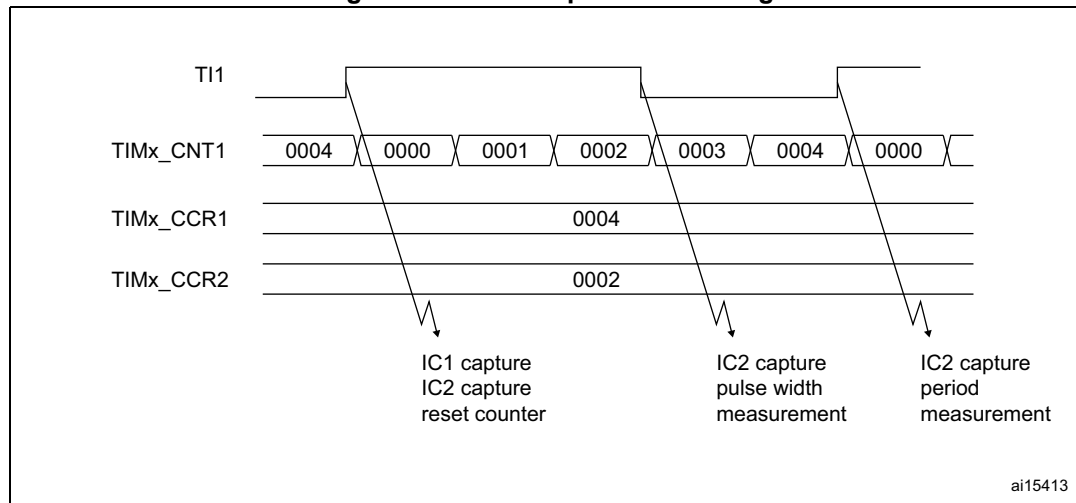 TI1
TIMx_CNT1 0004 0000 0001 0002 0003 0004 0000
TIMx_CCR1 0004
TIMx_CCR2 0002
IC1 capture
IC2 capture
reset counter
IC2 capture
pulse width
measurement
IC2 capture
period
measurement
ai15413